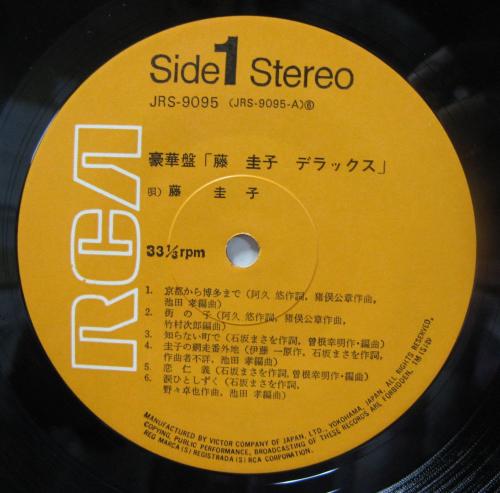 Side 1 Stereo
JRS-9095 (JRS-9095-A)⑥
RCA
豪華盤「藤 圭子 デラックス」
唄) 藤 圭 子
33⅓rpm
1. 京都から博多まで (阿久 悠作詞, 猪俣公章作曲,
池田 孝編曲)
2. 街 の 子 (阿久 悠作詞, 猪俣公章作曲,
竹村次郎編曲)
3. 知らない町で (石坂まさを作詞, 曽根幸明作・編曲)
4. 圭子の網走番外地 (伊藤 一原作, 石坂まさを作詞,
作曲者不詳, 池田 孝編曲)
5. 恋 仁 義 (石坂まさを作詞, 曽根幸明作・編曲)
6. 涙ひとしずく (石坂まさを作詞,
野々卓也作曲, 池田 孝編曲)
MANUFACTURED BY VICTOR COMPANY OF JAPAN, LTD., YOKOHAMA, JAPAN. ALL RIGHTS RESERVED.
COPYING, PUBLIC PERFORMANCE, BROADCASTING OF THESE RECORDS ARE FORBIDDEN. TM(S)®
REG MARCA(S) REGISTRADA(S) RCA CORPORATION.